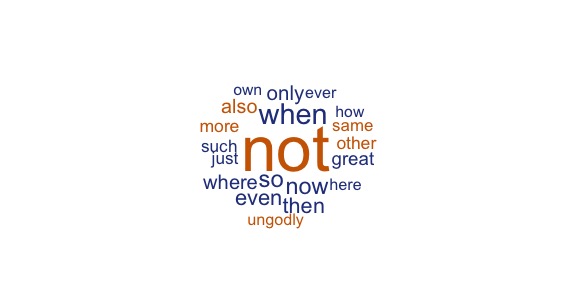 own only ever
also when how
more same
not other
such
just great
where so now here
even then
ungodly